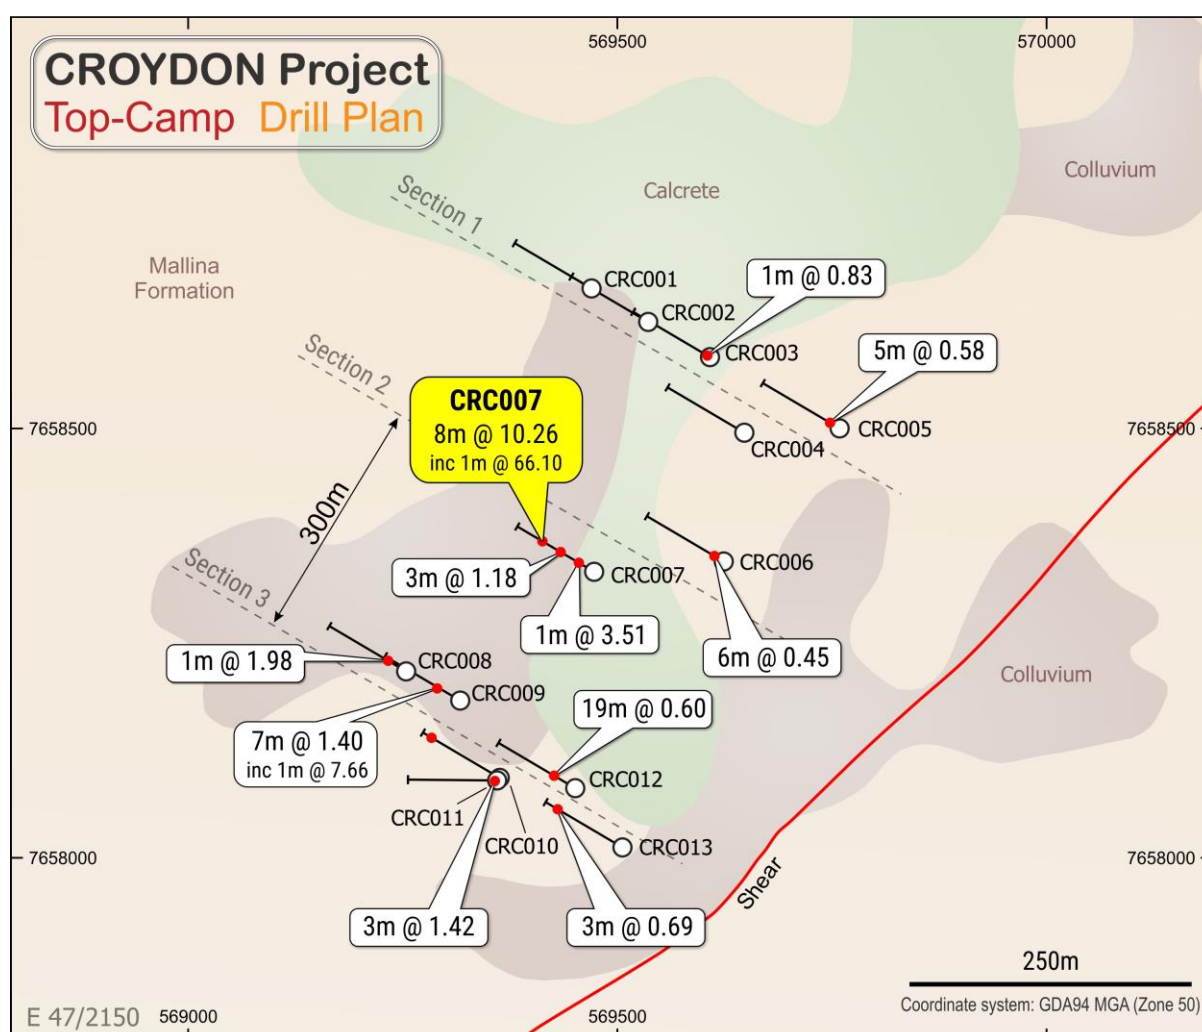 569500
570000
CROYDON Project
Top-Camp Drill Plan
Colluvium
Section 1
Calcrete
Mallina
Formation
1m @ 0.83
CRC001
CRC002
CRC003
5m @ 0.58
Section 2
CRC007
8m @ 10.26
inc 1m @ 66.10
CRC004
CRC005
7658500
7658500
300m
Section 3
3m @ 1.18
CRC007
CRC006
1m @ 3.51
6m @ 0.45
1m @ 1.98
CRC008
CRC009
Colluvium
19m @ 0.60
7m @ 1.40
inc 1m @ 7.66
CRC012
CRC011
CRC010
CRC013
7658000
7658000
Shear
3m @ 1.42
3m @ 0.69
250m
Coordinate system: GDA94 MGA (Zone 50)
E 47/2150
569000
569500